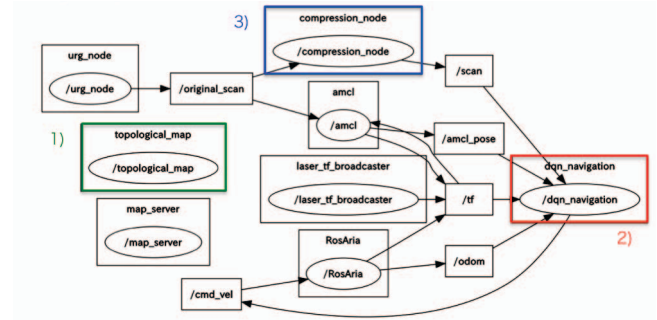 3)
compression_node
/compression_node
urg_node
/urg_node
/original_scan
/scan
amcl
/amcl
/amcl_pose
1)
topological_map
/topological_map
laser_tf_broadcaster
/laser_tf_broadcaster
/tf
dqn_navigation
/dqn_navigation
2)
map_server
/map_server
RosAria
/RosAria
/odom
/cmd_vel